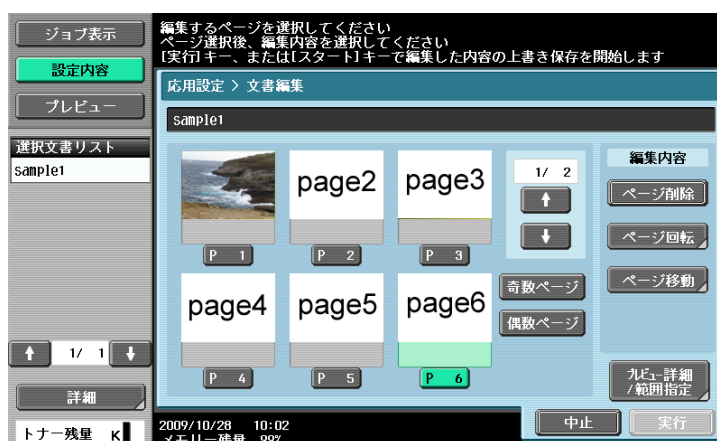 ジョブ表示
設定内容
プレビュー
選択文書リスト
sample1
↑ 1/ 1 ↓
詳細
トナー残量 K
編集するページを選択してください
ページ選択後、編集内容を選択してください
[実行]キー、または[スタート]キーで編集した内容の上書き保存を開始します
応用設定 > 文書編集
sample1
page2
page3
P 1
P 2
P 3
page4
page5
page6
P 4
P 5
P 6
1/ 2
↑
↓
奇数ページ
偶数ページ
編集内容
ページ削除
ページ回転
ページ移動
プレビュー詳細
/範囲指定
2009/10/28 10:02
メモリー残量 99%
中止
実行